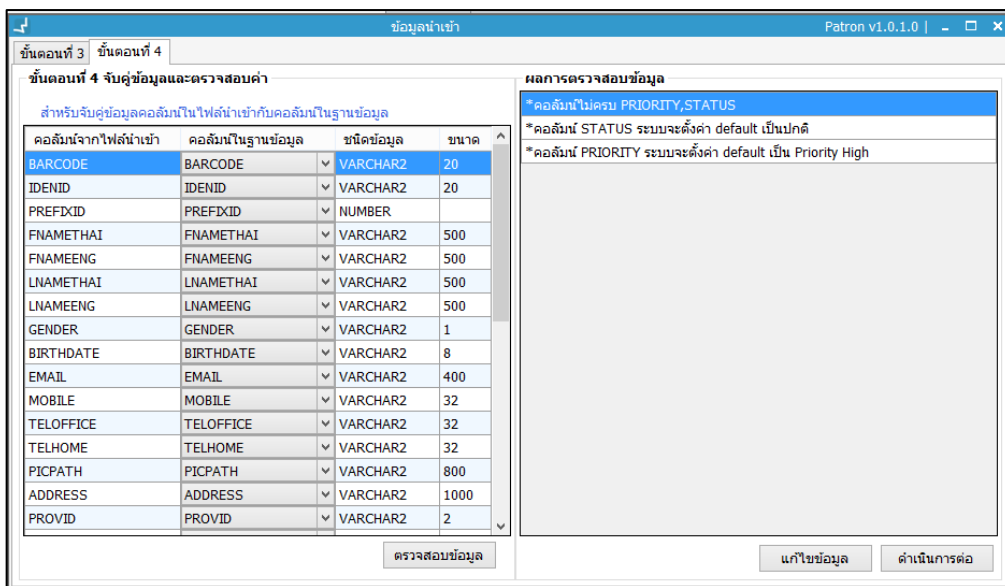 ข้อมูลนำเข้า
Patron v1.0.1.0 |
ขั้นตอนที่ 3 ขั้นตอนที่ 4
ขั้นตอนที่ 4 จับคู่ข้อมูลและตรวจสอบค่า
สำหรับจับคู่ข้อมูลคอลัมน์ในไฟล์นำเข้ากับคอลัมน์ในฐานข้อมูล
คอลัมน์จากไฟล์นำเข้า คอลัมน์ในฐานข้อมูล ชนิดข้อมูล ขนาด
BARCODE BARCODE VARCHAR2 20
IDENID IDENID VARCHAR2 20
PREFIXID PREFIXID NUMBER
FNAMETHAI FNAMETHAI VARCHAR2 500
FNAMEENG FNAMEENG VARCHAR2 500
LNAMETHAI LNAMETHAI VARCHAR2 500
LNAMEENG LNAMEENG VARCHAR2 500
GENDER GENDER VARCHAR2 1
BIRTHDATE BIRTHDATE VARCHAR2 8
EMAIL EMAIL VARCHAR2 400
MOBILE MOBILE VARCHAR2 32
TELOFFICE TELOFFICE VARCHAR2 32
TELHOME TELHOME VARCHAR2 32
PICPATH PICPATH VARCHAR2 800
ADDRESS ADDRESS VARCHAR2 1000
PROVID PROVID VARCHAR2 2
ตรวจสอบข้อมูล
ผลการตรวจสอบข้อมูล
*คอลัมน์ไม่ครบ PRIORITY,STATUS
*คอลัมน์ STATUS ระบบจะตั้งค่า default เป็นปกติ
*คอลัมน์ PRIORITY ระบบจะตั้งค่า default เป็น Priority High
แก้ไขข้อมูล ดำเนินการต่อ